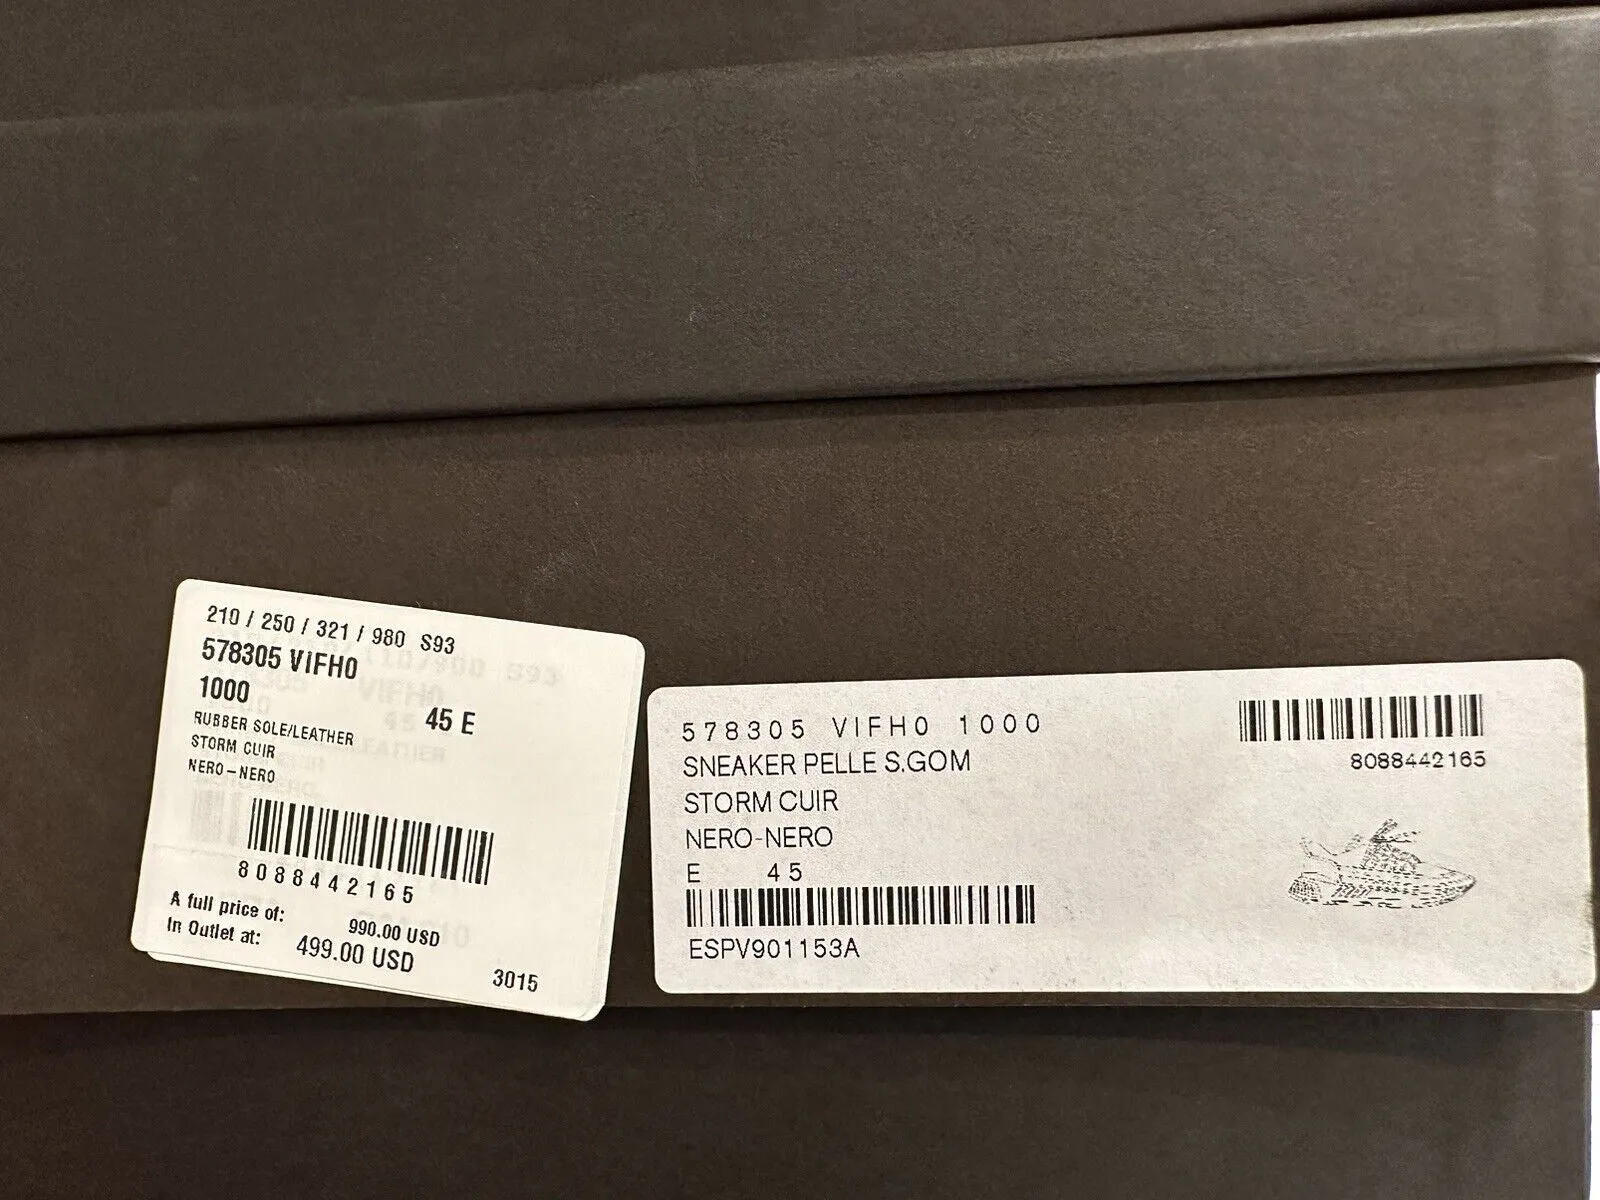 210 / 250 / 321 / 980 S93
578305 VIFH0
1000
45 E
RUBBER SOLE/LEATHER
STORM CUIR
NERO-NERO
8088442165
A full price of: 990.00 USD
In Outlet at: 499.00 USD
3015
578305 VIFH0 1000
SNEAKER PELLE S.GOM
STORM CUIR
NERO-NERO
E 45
ESPV901153A
8088442165